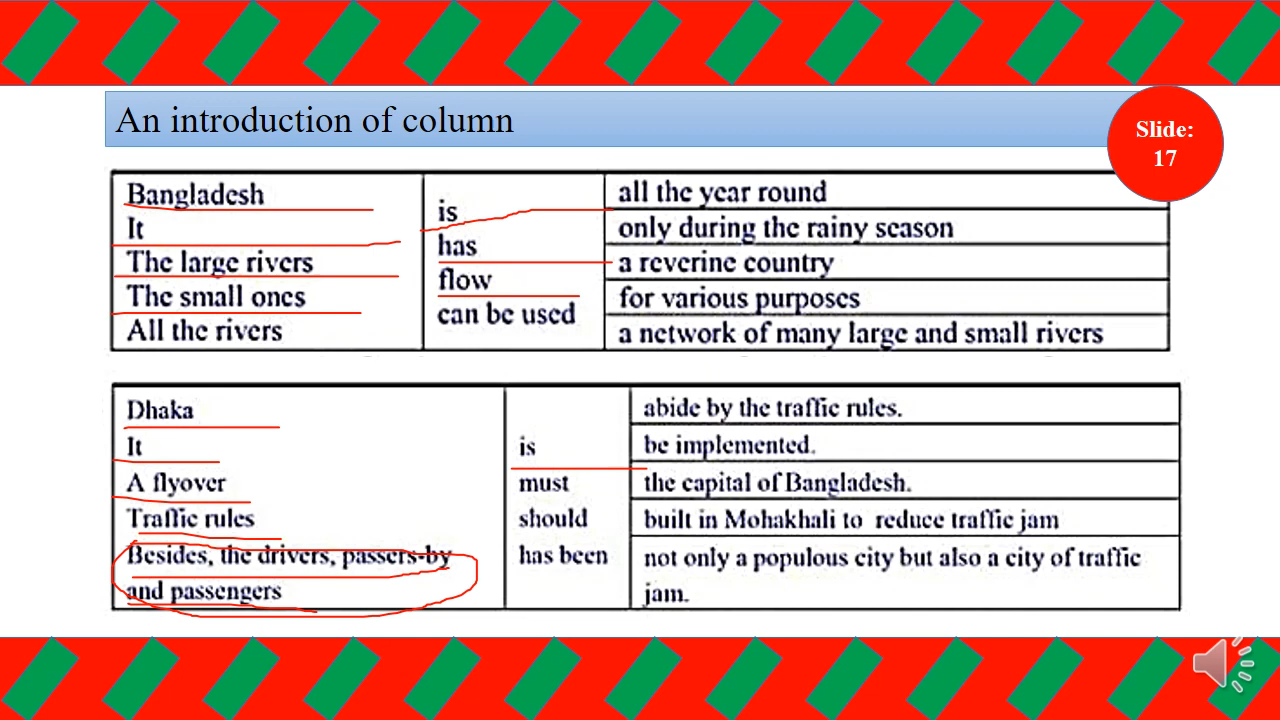 An introduction of column
Slide:
17
Bangladesh
It
The large rivers
The small ones
All the rivers
is
has
flow
can be used
all the year round
only during the rainy season
a reverine country
for various purposes
a network of many large and small rivers
Dhaka
It
A flyover
Traffic rules
Besides, the drivers, passers-by
and passengers
is
must
should
has been
abide by the traffic rules.
be implemented.
the capital of Bangladesh.
built in Mohakhali to reduce traffic jam
not only a populous city but also a city of traffic
jam.